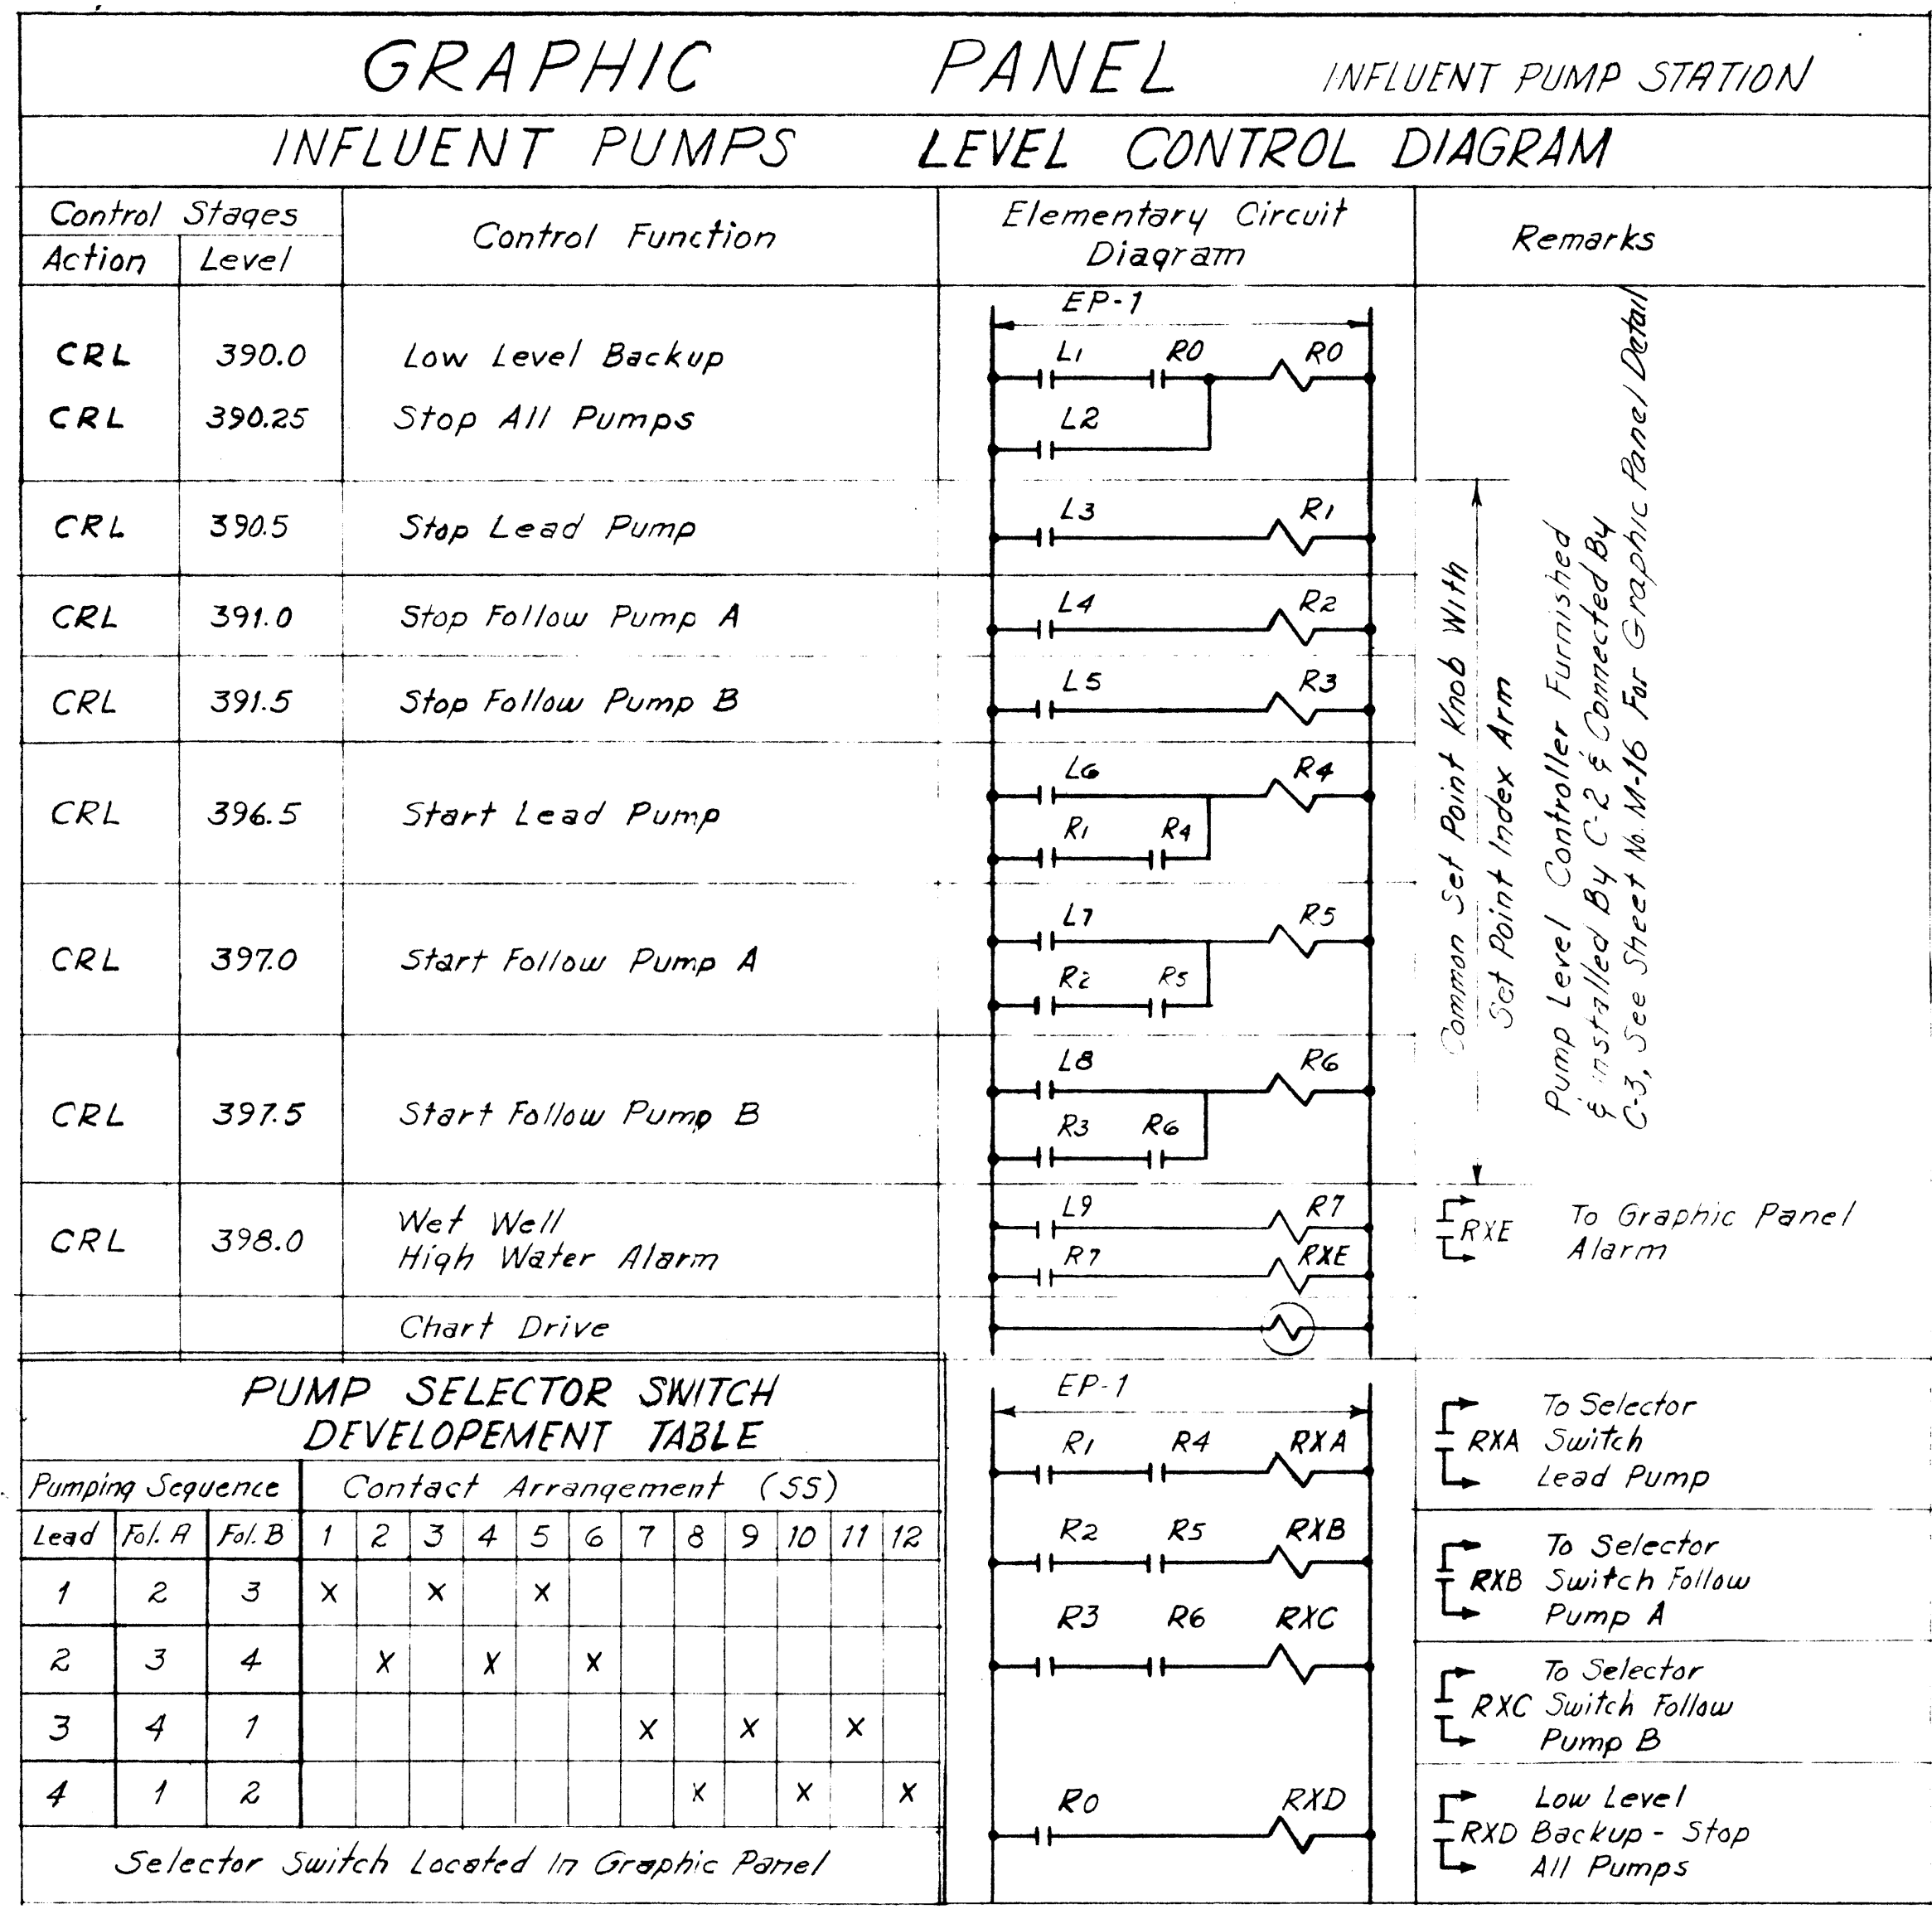 GRAPHIC PANEL INFLUENT PUMP STATION
INFLUENT PUMPS LEVEL CONTROL DIAGRAM
Control Stages
Action Level
Control Function
Elementary Circuit
Diagram
Remarks
EP-1
CRL 390.0 Low Level Backup
L1 R0 R0
CRL 390.25 Stop All Pumps
L2
CRL 390.5 Stop Lead Pump
L3 R1
CRL 391.0 Stop Follow Pump A
L4 R2
CRL 391.5 Stop Follow Pump B
L5 R3
CRL 396.5 Start Lead Pump
L6 R4
R1 R4
CRL 397.0 Start Follow Pump A
L7 R5
R2 R5
CRL 397.5 Start Follow Pump B
L8 R6
R3 R6
Common Set Point Knob With
Set Point Index Arm
Pump Level Controller Furnished
& Installed By C-2 & Connected By
C-3, See Sheet No. M-16 For Graphic Panel Detail
CRL 398.0 Wet Well
High Water Alarm
L9 R7
R7 RXE
RXE To Graphic Panel
Alarm
Chart Drive
PUMP SELECTOR SWITCH
DEVELOPEMENT TABLE
Pumping Sequence Contact Arrangement (SS)
Lead Fol. A Fol. B 1 2 3 4 5 6 7 8 9 10 11 12
1 2 3 X X X
2 3 4 X X X
3 4 1 X X X
4 1 2 X X X
Selector Switch Located In Graphic Panel
EP-1
R1 R4 RXA
R2 R5 RXB
R3 R6 RXC
R0 RXD
To Selector
RXA Switch
Lead Pump
To Selector
RXB Switch Follow
Pump A
To Selector
RXC Switch Follow
Pump B
Low Level
RXD Backup - Stop
All Pumps